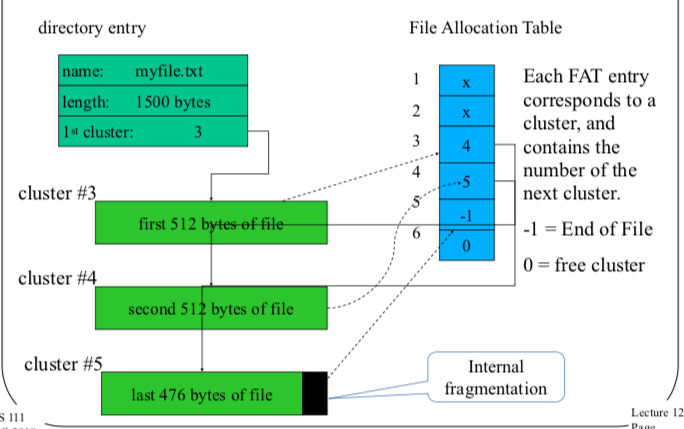 directory entry
File Allocation Table
name: myfile.txt
length: 1500 bytes
1st cluster: 3
1 x
2 x
3 4
4 5
5 -1
6 0
Each FAT entry
corresponds to a
cluster, and
contains the
number of the
next cluster.
-1 = End of File
0 = free cluster
cluster #3
first 512 bytes of file
cluster #4
second 512 bytes of file
cluster #5
last 476 bytes of file
Internal
fragmentation
S 111
Lecture 12
Page